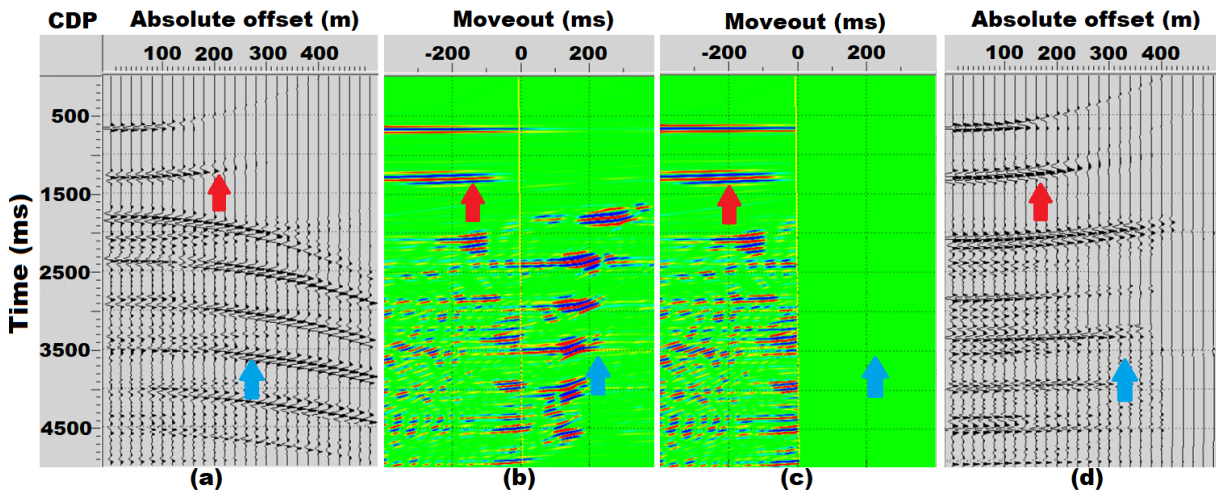 CDP Absolute offset (m) Moveout (ms) Moveout (ms) Absolute offset (m)
100 200 300 400 -200 0 200 -200 0 200 100 200 300 400
500
1500
2500
3500
4500
Time (ms)
(a) (b) (c) (d)